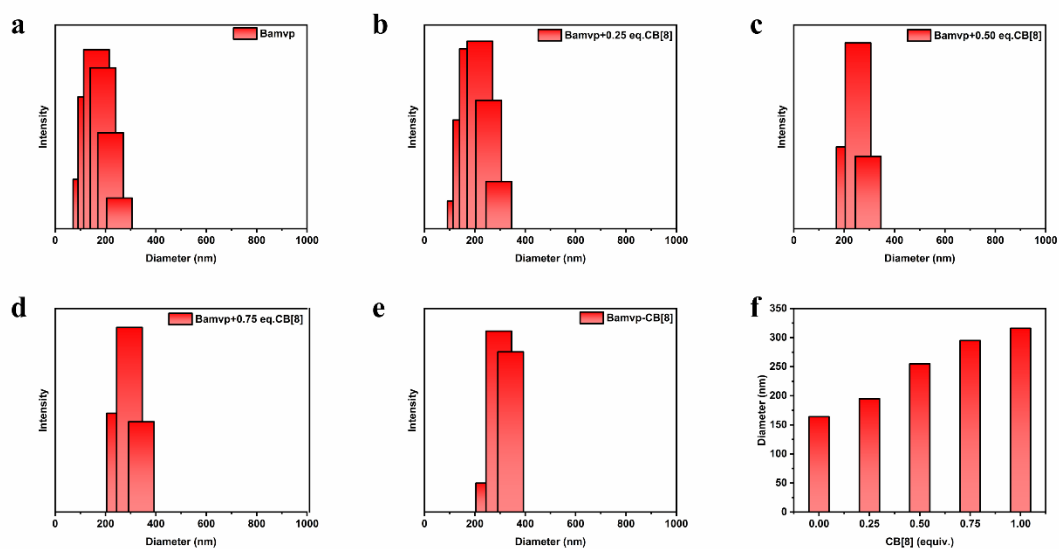 a
Bamvp
Intensity
0 200 400 600 800 1000
Diameter (nm)
b
Bamvp+0.25 eq.CB[8]
Intensity
0 200 400 600 800 1000
Diameter (nm)
c
Bamvp+0.50 eq.CB[8]
Intensity
0 200 400 600 800 1000
Diameter (nm)
d
Bamvp+0.75 eq.CB[8]
Intensity
0 200 400 600 800 1000
Diameter (nm)
e
Bamvp-CB[8]
Intensity
0 200 400 600 800 1000
Diameter (nm)
f
350
300
250
200
150
100
50
0
Diameter (nm)
0.00 0.25 0.50 0.75 1.00
CB[8] (equiv.)